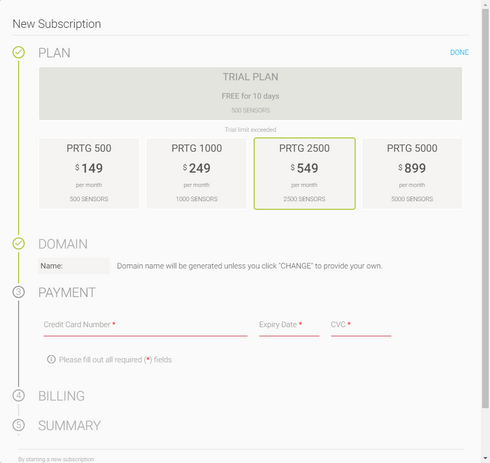 New Subscription
PLAN
DONE
TRIAL PLAN
FREE for 10 days
500 SENSORS
Trial limit exceeded
PRTG 500
$ 149
per month
500 SENSORS
PRTG 1000
$ 249
per month
1000 SENSORS
PRTG 2500
$ 549
per month
2500 SENSORS
PRTG 5000
$ 899
per month
5000 SENSORS
DOMAIN
Name:
Domain name will be generated unless you click "CHANGE" to provide your own.
3
PAYMENT
Credit Card Number *
Expiry Date *
CVC *
Please fill out all required (*) fields
4
BILLING
5
SUMMARY
By starting a new subscription